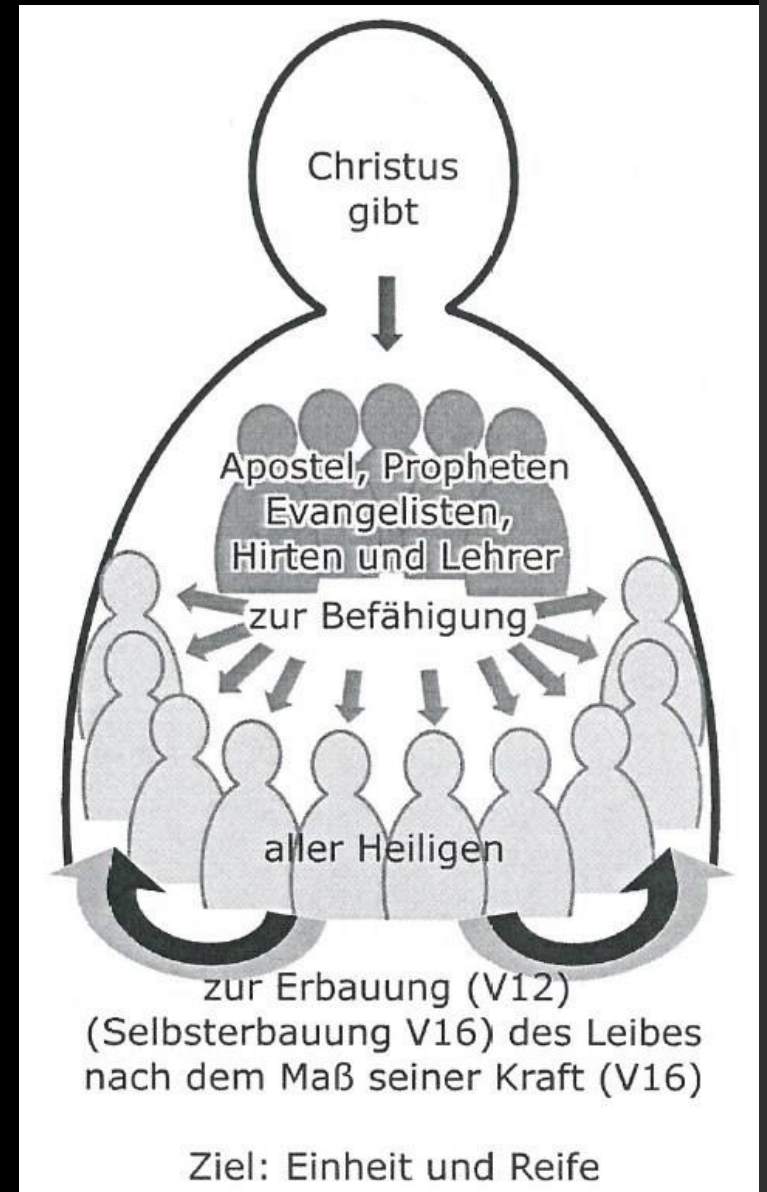 Christus
gibt
Apostel, Propheten
Evangelisten,
Hirten und Lehrer
zur Befähigung
aller Heiligen
zur Erbauung (V12)
(Selbsterbauung V16) des Leibes
nach dem Maß seiner Kraft (V16)
Ziel: Einheit und Reife